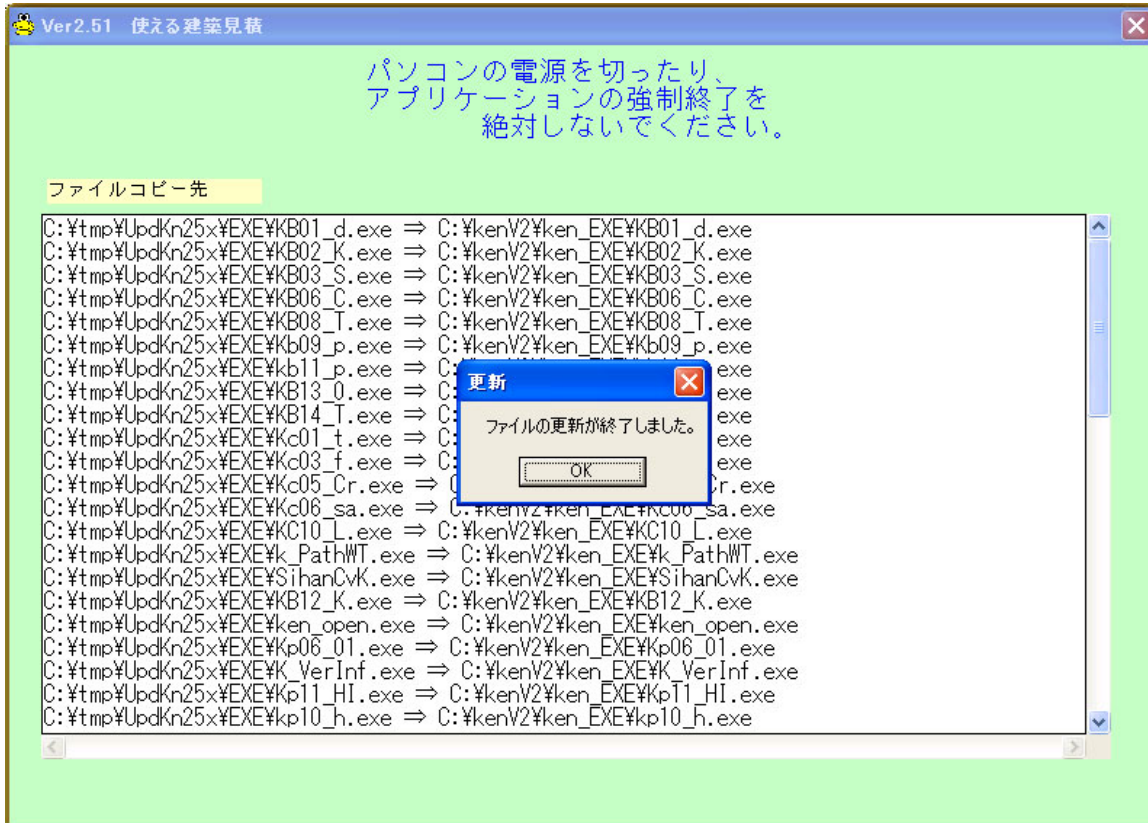 Ver2.51 使える建築見積
パソコンの電源を切ったり、
アプリケーションの強制終了を
絶対しないでください。
ファイルコピー先
C:¥tmp¥UpdKn25x¥EXE¥KB01_d.exe ⇒ C:¥kenV2¥ken_EXE¥KB01_d.exe
C:¥tmp¥UpdKn25x¥EXE¥KB02_K.exe ⇒ C:¥kenV2¥ken_EXE¥KB02_K.exe
C:¥tmp¥UpdKn25x¥EXE¥KB03_S.exe ⇒ C:¥kenV2¥ken_EXE¥KB03_S.exe
C:¥tmp¥UpdKn25x¥EXE¥KB06_C.exe ⇒ C:¥kenV2¥ken_EXE¥KB06_C.exe
C:¥tmp¥UpdKn25x¥EXE¥KB08_T.exe ⇒ C:¥kenV2¥ken_EXE¥KB08_T.exe
C:¥tmp¥UpdKn25x¥EXE¥Kb09_p.exe ⇒ C:¥kenV2¥ken_EXE¥Kb09_p.exe
C:¥tmp¥UpdKn25x¥EXE¥kb11_p.exe ⇒ C: exe
C:¥tmp¥UpdKn25x¥EXE¥KB13_O.exe ⇒ C: exe
C:¥tmp¥UpdKn25x¥EXE¥KB14_T.exe ⇒ C: exe
C:¥tmp¥UpdKn25x¥EXE¥Kc01_t.exe ⇒ C: exe
C:¥tmp¥UpdKn25x¥EXE¥Kc03_f.exe ⇒ C: exe
C:¥tmp¥UpdKn25x¥EXE¥Kc05_Cr.exe ⇒ Cr.exe
C:¥tmp¥UpdKn25x¥EXE¥Kc06_sa.exe ⇒ C:¥kenV2¥ken_EXE¥Kc06_sa.exe
C:¥tmp¥UpdKn25x¥EXE¥KC10_L.exe ⇒ C:¥kenV2¥ken_EXE¥KC10_L.exe
C:¥tmp¥UpdKn25x¥EXE¥k_PathWT.exe ⇒ C:¥kenV2¥ken_EXE¥k_PathWT.exe
C:¥tmp¥UpdKn25x¥EXE¥SihanCvK.exe ⇒ C:¥kenV2¥ken_EXE¥SihanCvK.exe
C:¥tmp¥UpdKn25x¥EXE¥KB12_K.exe ⇒ C:¥kenV2¥ken_EXE¥KB12_K.exe
C:¥tmp¥UpdKn25x¥EXE¥ken_open.exe ⇒ C:¥kenV2¥ken_EXE¥ken_open.exe
C:¥tmp¥UpdKn25x¥EXE¥Kp06_01.exe ⇒ C:¥kenV2¥ken_EXE¥Kp06_01.exe
C:¥tmp¥UpdKn25x¥EXE¥K_VerInf.exe ⇒ C:¥kenV2¥ken_EXE¥K_VerInf.exe
C:¥tmp¥UpdKn25x¥EXE¥Kp11_HI.exe ⇒ C:¥kenV2¥ken_EXE¥Kp11_HI.exe
C:¥tmp¥UpdKn25x¥EXE¥kp10_h.exe ⇒ C:¥kenV2¥ken_EXE¥kp10_h.exe
更新
ファイルの更新が終了しました。
OK